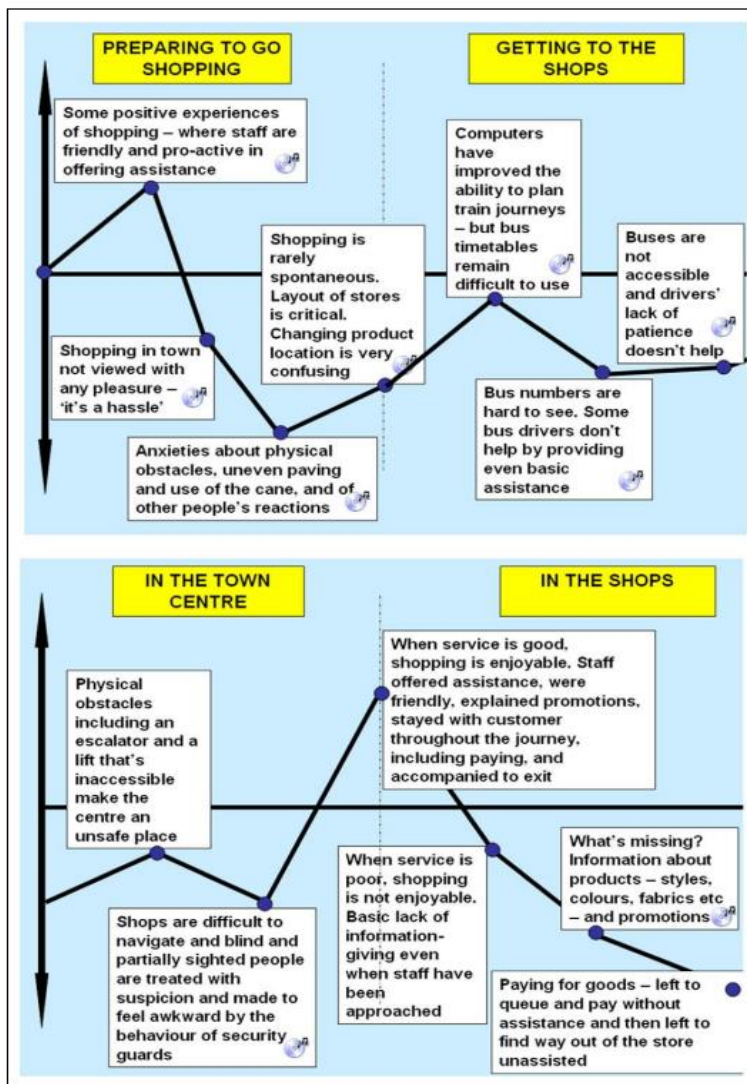 PREPARING TO GO
SHOPPING
GETTING TO THE
SHOPS
Some positive experiences
of shopping – where staff are
friendly and pro-active in
offering assistance
Shopping in town
not viewed with
any pleasure –
‘it’s a hassle’
Anxieties about physical
obstacles, uneven paving
and use of the cane, and of
other people’s reactions
Shopping is
rarely
spontaneous.
Layout of stores
is critical.
Changing product
location is very
confusing
Computers
have
improved the
ability to plan
train journeys
– but bus
timetables
remain
difficult to use
Bus numbers are
hard to see. Some
bus drivers don’t
help by providing
even basic
assistance
Buses are
not
accessible
and drivers’
lack of
patience
doesn’t help
IN THE TOWN
CENTRE
IN THE SHOPS
Physical
obstacles
including an
escalator and a
lift that’s
inaccessible
make the
centre an
unsafe place
Shops are difficult to
navigate and blind and
partially sighted people
are treated with
suspicion and made to
feel awkward by the
behaviour of security
guards
When service is good,
shopping is enjoyable. Staff
offered assistance, were
friendly, explained promotions,
stayed with customer
throughout the journey,
including paying, and
accompanied to exit
When service is
poor, shopping
is not enjoyable.
Basic lack of
information-
giving even
when staff have
been
approached
What’s missing?
Information about
products – styles,
colours, fabrics etc
– and promotions
Paying for goods – left to
queue and pay without
assistance and then left to
find way out of the store
unassisted